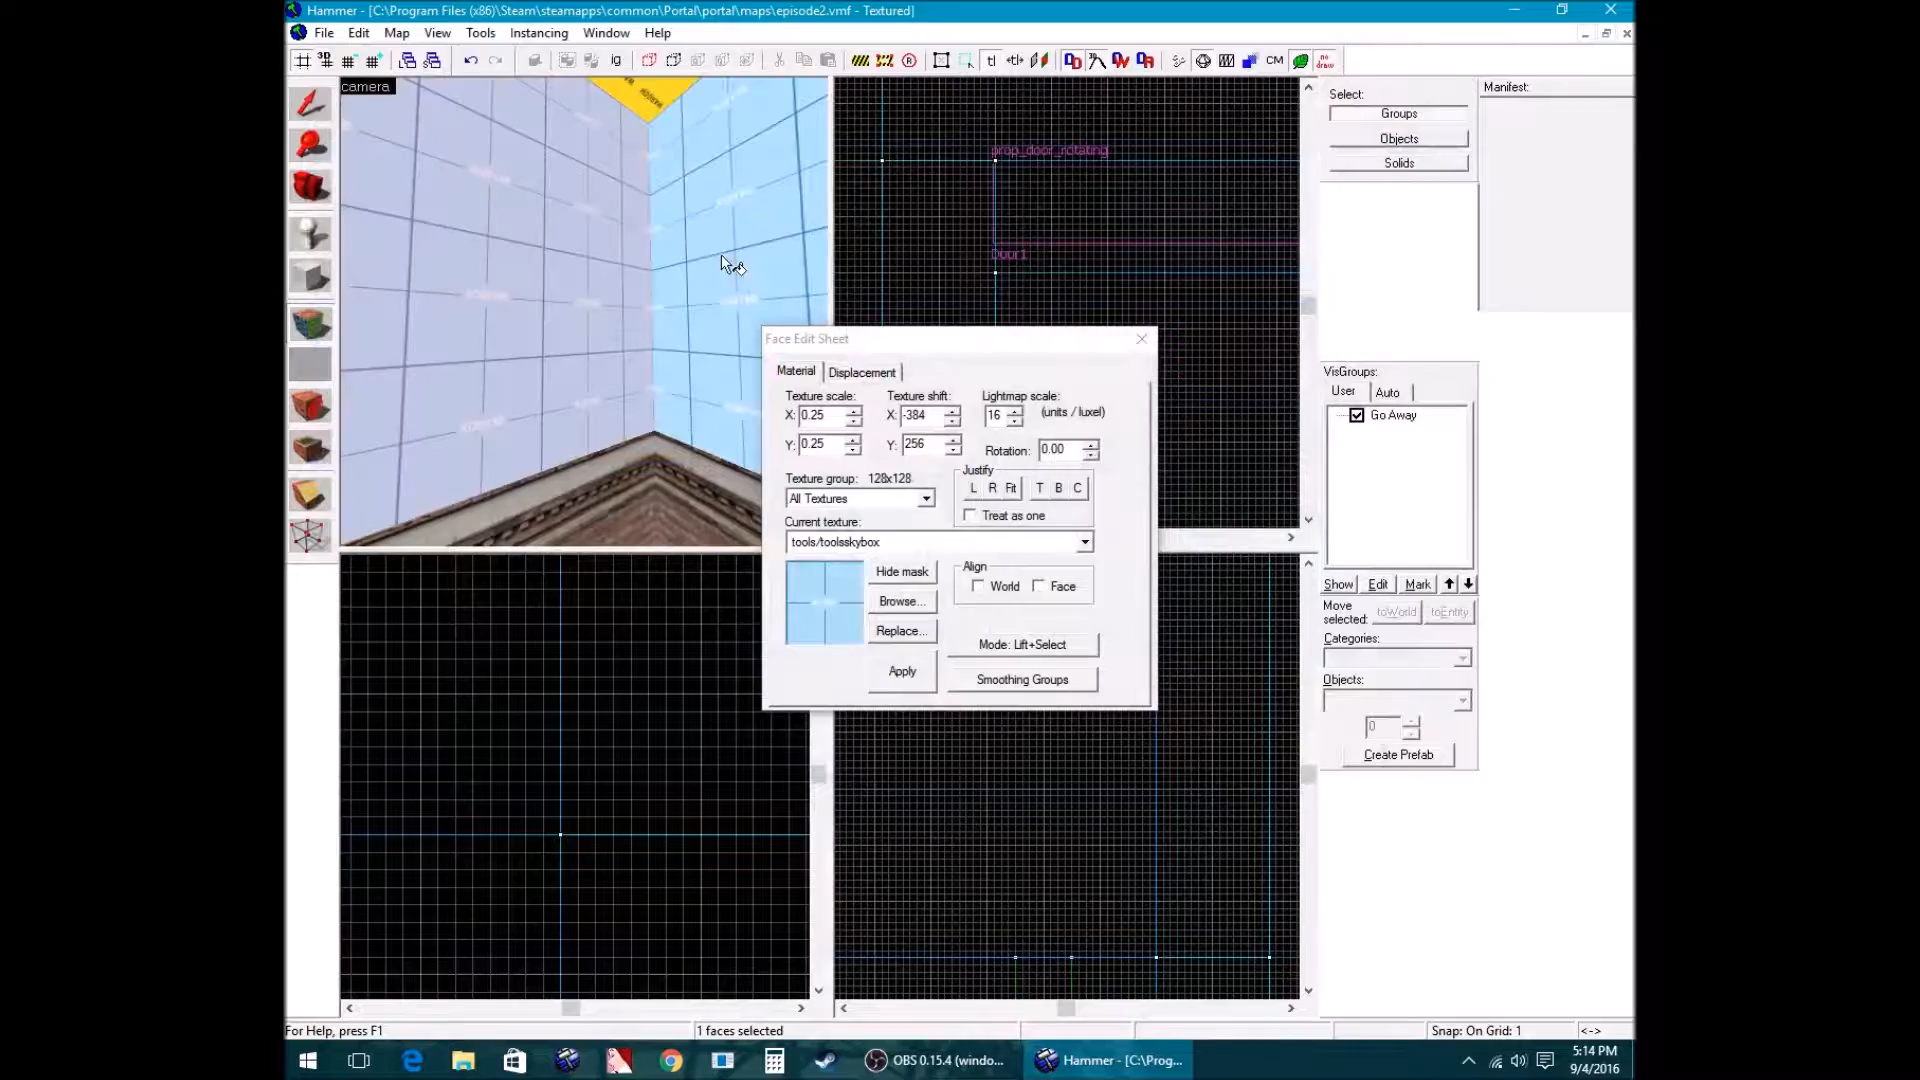 Hammer - [C:\Program Files (x86)\Steam\steamapps\common\Portal\portal\maps\episode2.vmf - Textured]
File Edit Map View Tools Instancing Window Help
3D
ig
tl
CM
no draw
camera
prop_door_rotating
Door1
Select:
Groups
Objects
Solids
Manifest:
Face Edit Sheet
Material Displacement
Texture scale: Texture shift: Lightmap scale:
X: 0.25 X: -384 16 (units / luxel)
Y: 0.25 Y: 256 Rotation: 0.00
Texture group: 128x128 Justify
All Textures L R Fit T B C
Treat as one
Current texture:
tools/toolsskybox
Hide mask Align
World Face
Browse...
Replace...
Mode: Lift+Select
Apply
Smoothing Groups
VisGroups:
User Auto
Go Away
Show Edit Mark
Move selected: toWorld toEntity
Categories:
Objects:
0
Create Prefab
For Help, press F1 1 faces selected Snap: On Grid: 1 <->
OBS 0.15.4 (windo... Hammer - [C:\Prog... 5:14 PM
9/4/2016